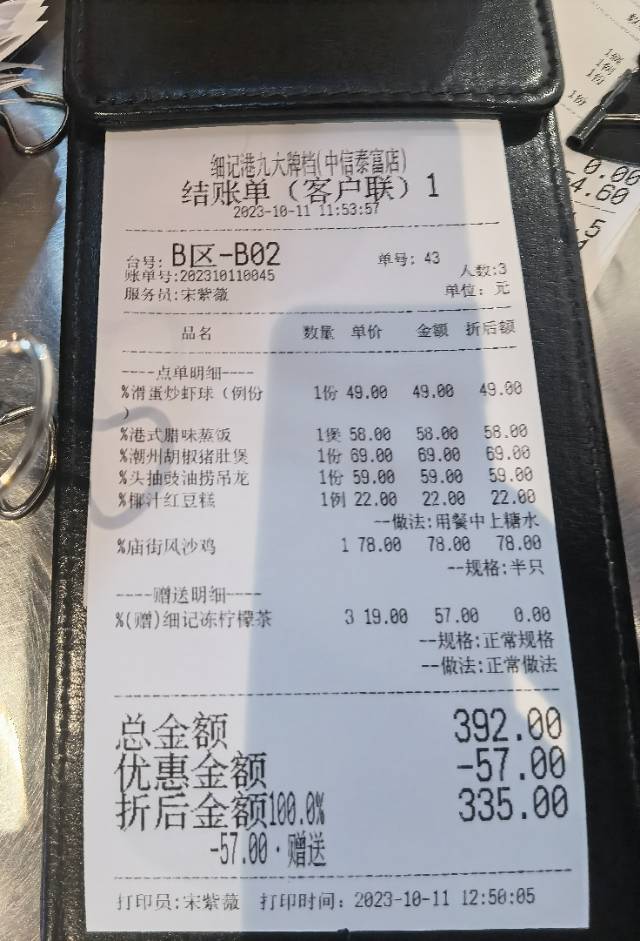 细记港九大牌档(中信泰富店)
结账单（客户联）1
2023-10-11 11:53:57
台号: B区-B02 单号: 43
账单号:202310110045 人数:3
服务员:宋紫薇 单位: 元
品名 数量 单价 金额 折后额
----点单明细----
%滑蛋炒虾球（例份 1份 49.00 49.00 49.00
）
%港式腊味蒸饭 1煲 58.00 58.00 58.00
%潮州胡椒猪肚煲 1份 69.00 69.00 69.00
%头抽豉油捞吊龙 1份 59.00 59.00 59.00
%椰汁红豆糕 1例 22.00 22.00 22.00
--做法:用餐中上糖水
%庙街风沙鸡 1 78.00 78.00 78.00
--规格:半只
----赠送明细----
%(赠)细记冻柠檬茶 3 19.00 57.00 0.00
--规格:正常规格
--做法:正常做法
总金额 392.00
优惠金额 -57.00
折后金额100.0% 335.00
-57.00·赠送
打印员:宋紫薇 打印时间: 2023-10-11 12:50:05
1例
1份
1份
0.00
54.60